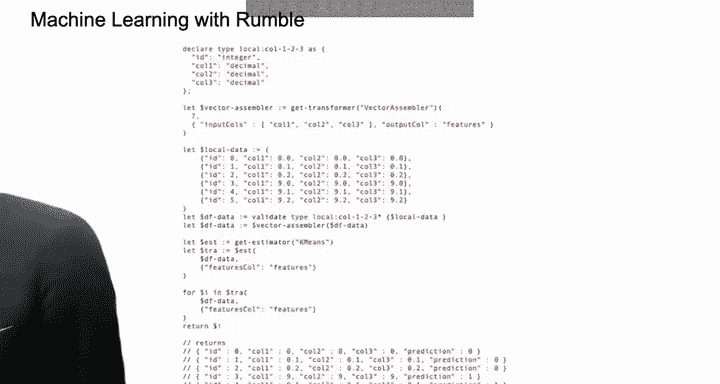 Machine Learning with Rumble
declare type local:col-1-2-3 as {
"id": "integer",
"col1": "decimal",
"col2": "decimal",
"col3": "decimal"
};
let $vector-assembler := get-transformer("VectorAssembler")(
?,
{ "inputCols" : [ "col1", "col2", "col3" ], "outputCol" : "features" }
)
let $local-data := (
{"id": 0, "col1": 0.0, "col2": 0.0, "col3": 0.0},
{"id": 1, "col1": 0.1, "col2": 0.1, "col3": 0.1},
{"id": 2, "col1": 0.2, "col2": 0.2, "col3": 0.2},
{"id": 3, "col1": 9.0, "col2": 9.0, "col3": 9.0},
{"id": 4, "col1": 9.1, "col2": 9.1, "col3": 9.1},
{"id": 5, "col1": 9.2, "col2": 9.2, "col3": 9.2}
)
let $df-data := validate type local:col-1-2-3* {$local-data }
let $df-data := $vector-assembler($df-data)
let $est := get-estimator("KMeans")
let $tra := $est(
$df-data,
{"featuresCol": "features"}
)
for $i in $tra(
$df-data,
{"featuresCol": "features"}
)
return $i
// returns
// { "id" : 0, "col1" : 0, "col2" : 0, "col3" : 0, "prediction" : 0 }
// { "id" : 1, "col1" : 0.1, "col2" : 0.1, "col3" : 0.1, "prediction" : 0 }
// { "id" : 2, "col1" : 0.2, "col2" : 0.2, "col3" : 0.2, "prediction" : 0 }
// { "id" : 3, "col1" : 9, "col2" : 9, "col3" : 9, "prediction" : 1 }